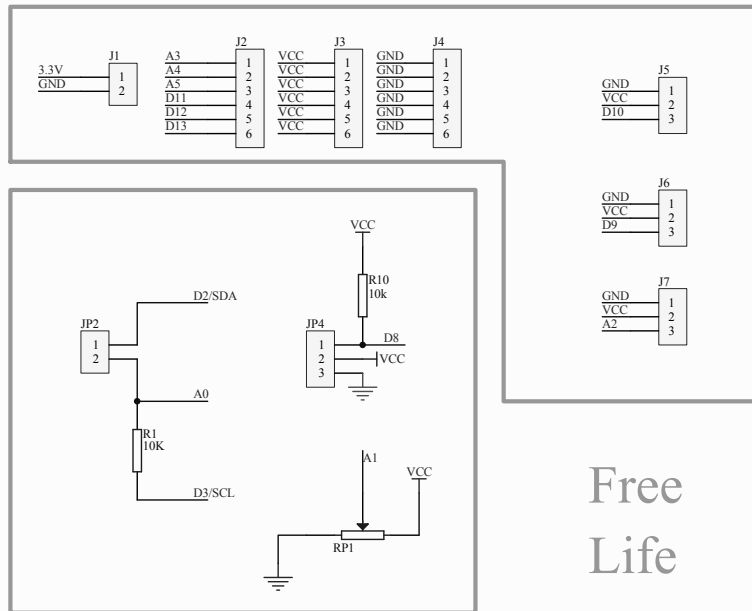 J1
3.3V 1
GND 2
J2
A3 1
A4 2
A5 3
D11 4
D12 5
D13 6
J3
VCC 1
VCC 2
VCC 3
VCC 4
VCC 5
VCC 6
J4
GND 1
GND 2
GND 3
GND 4
GND 5
GND 6
J5
GND 1
VCC 2
D10 3
J6
GND 1
VCC 2
D9 3
J7
GND 1
VCC 2
A2 3
D2/SDA
JP2
1
2
A0
R1
10K
D3/SCL
VCC
R10
10k
JP4
1 D8
2 VCC
3
A1
VCC
RP1
Free
Life